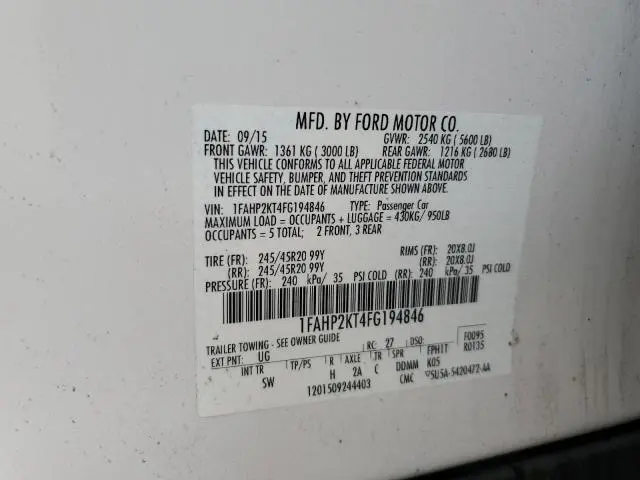 MFD. BY FORD MOTOR CO.
DATE: 09/15 GVWR: 2540 KG ( 5600 LB)
FRONT GAWR: 1361 KG ( 3000 LB) REAR GAWR: 1216 KG ( 2680 LB)
THIS VEHICLE CONFORMS TO ALL APPLICABLE FEDERAL MOTOR
VEHICLE SAFETY, BUMPER, AND THEFT PREVENTION STANDARDS
IN EFFECT ON THE DATE OF MANUFACTURE SHOWN ABOVE.
VIN: 1FAHP2KT4FG194846 TYPE: Passenger Car
MAXIMUM LOAD = OCCUPANTS + LUGGAGE = 430KG/ 950LB
OCCUPANTS = 5 TOTAL; 2 FRONT, 3 REAR
TIRE (FR): 245/45R20 99Y RIMS (FR): 20X8.0J
(RR): 245/45R20 99Y (RR): 20X8.0J
PRESSURE (FR): 240 kPa/ 35 PSI COLD (RR): 240 kPa/ 35 PSI COLD
1FAHP2KT4FG194846
TRAILER TOWING - SEE OWNER GUIDE
EXT PNT: UG RC: 27 DSO: F0095
R0135
INT TR TP/PS R AXLE TR SPR FPH1T
SW H 2A C DDMM K05
1201509244403 CMC SU5A-5420472-AA